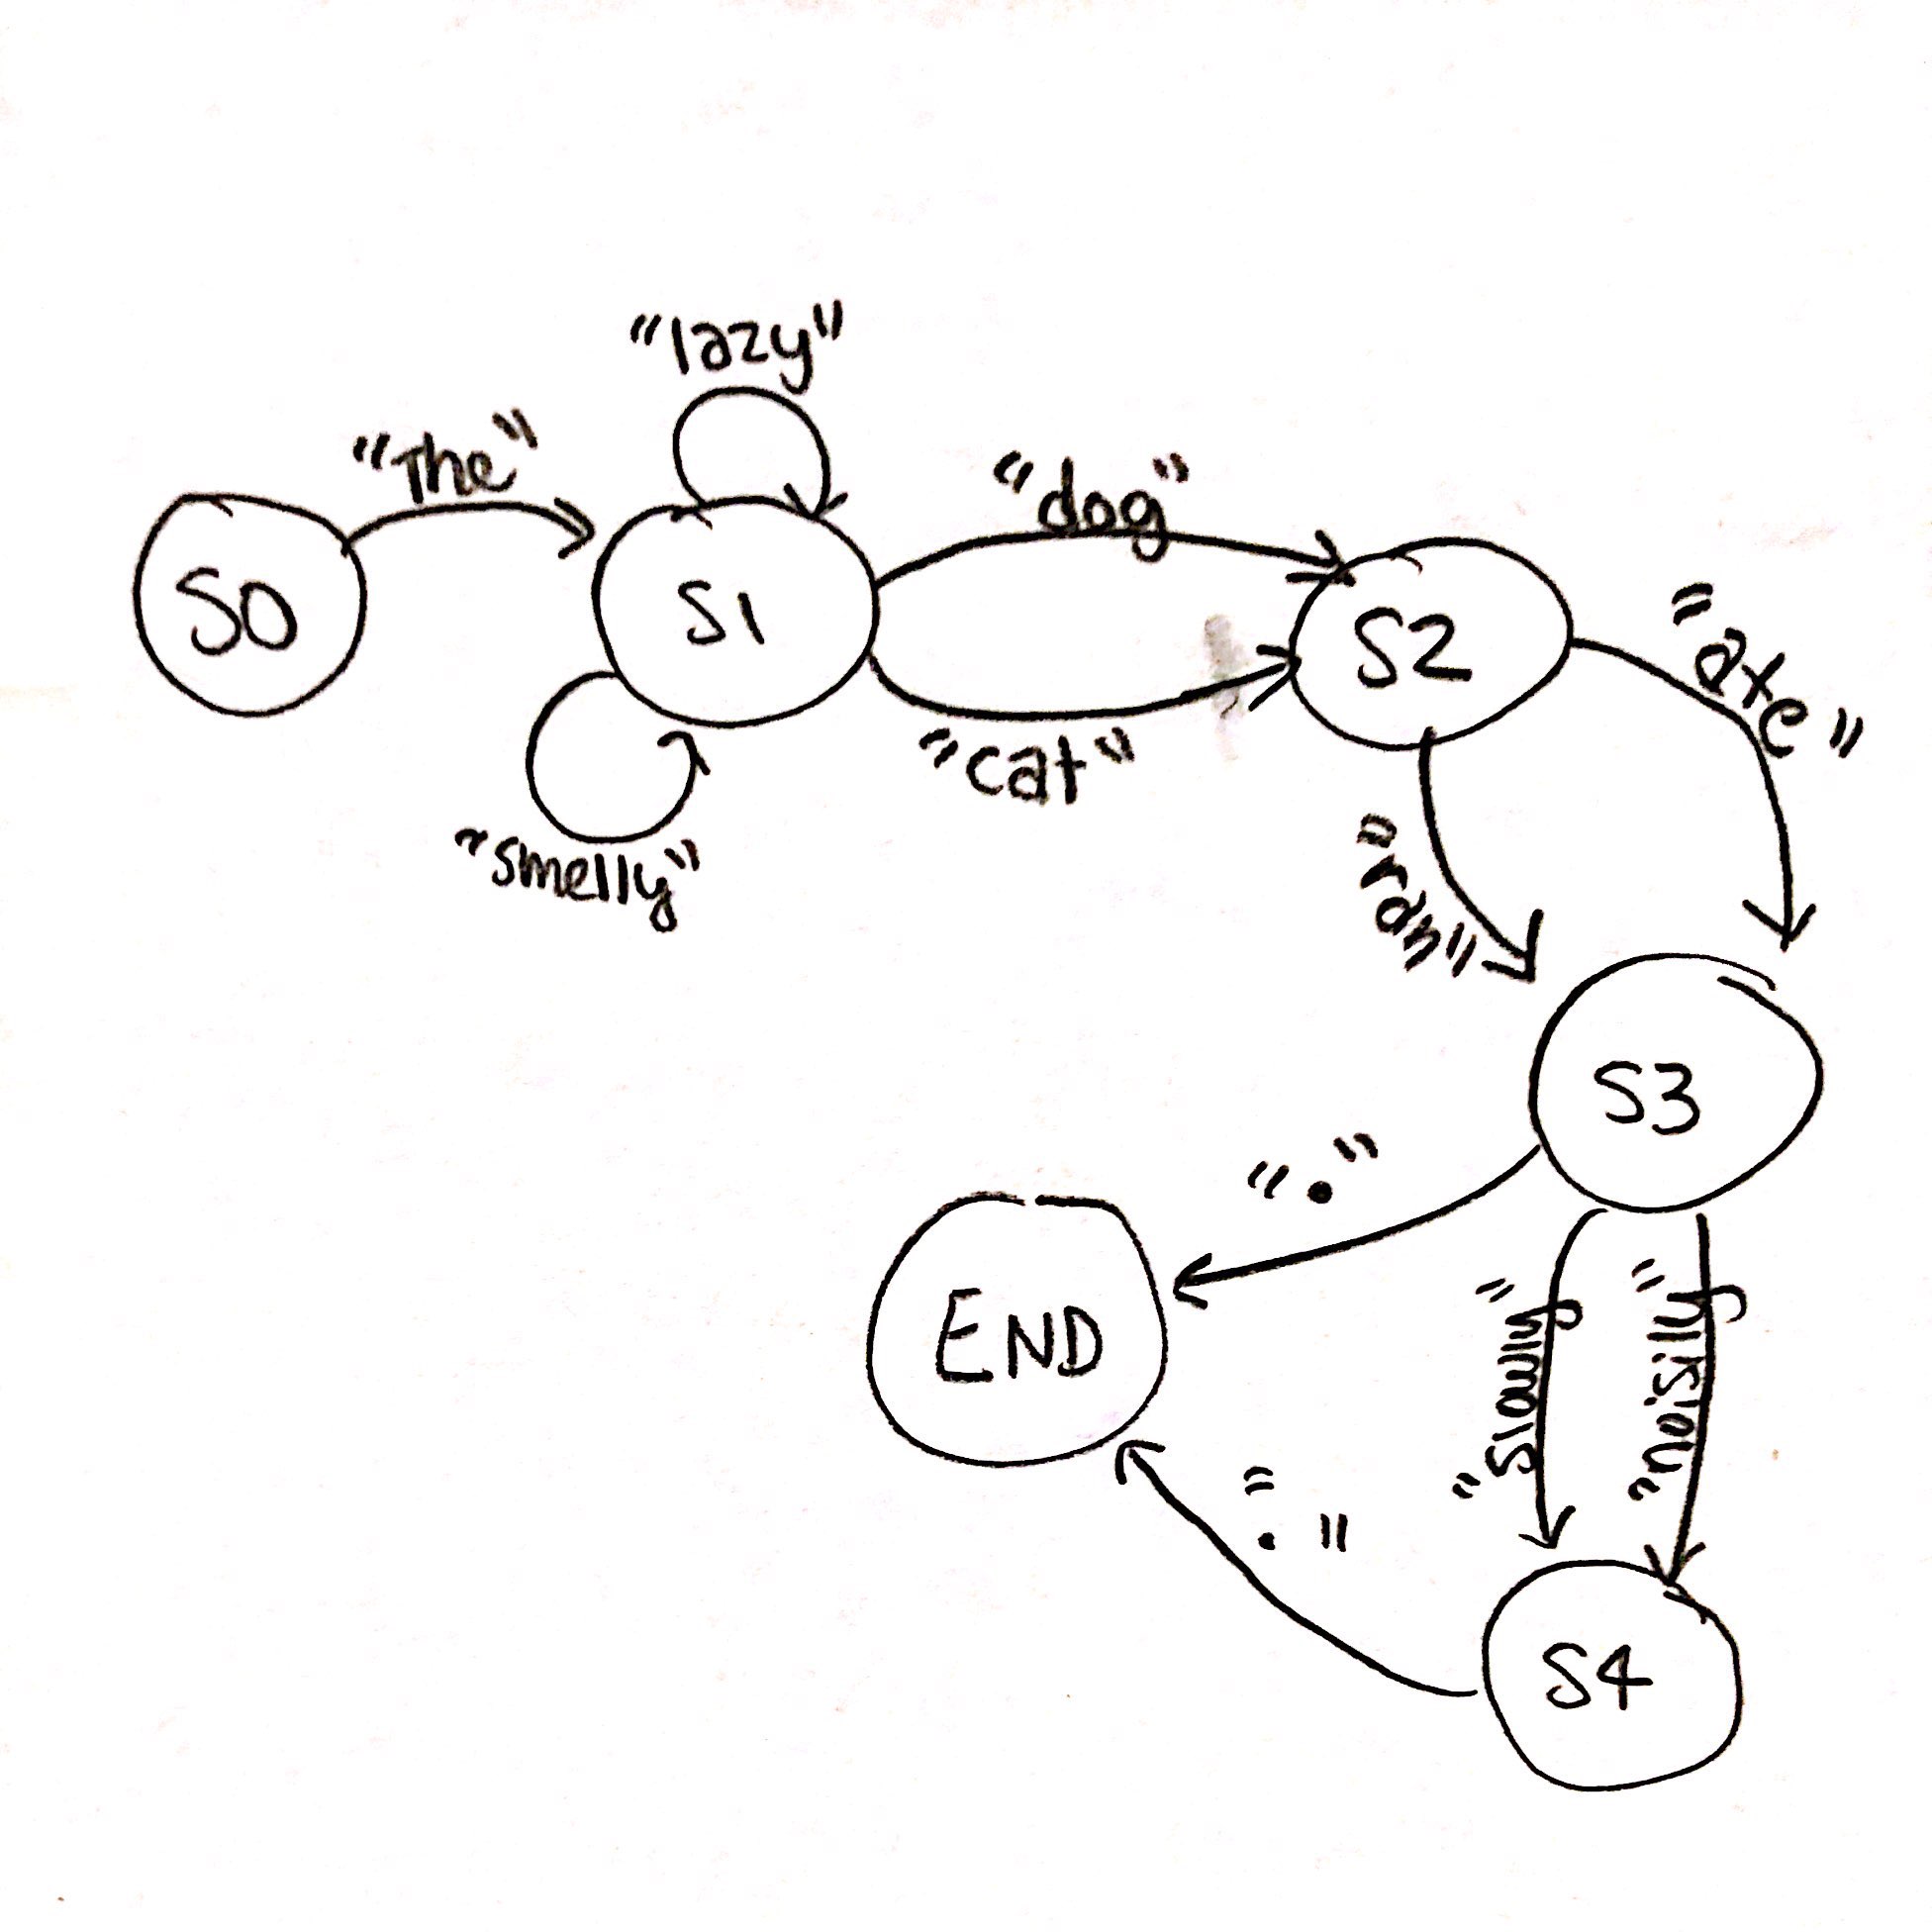 "lazy"
"The"
"dog"
S0
S1
S2
"ate"
"cat"
"smelly"
"ran"
S3
"."
END
"slowly"
"noisily"
"."
S4